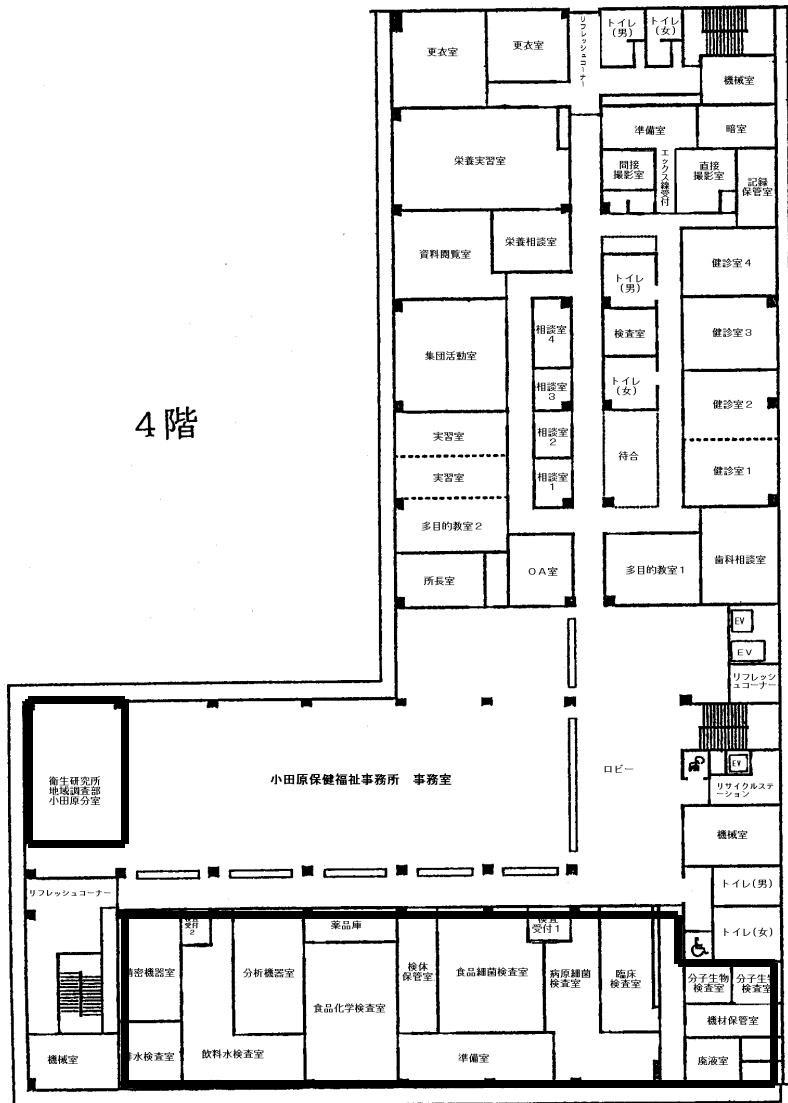 更衣室
更衣室
リフレッシュコーナー
トイレ
(男)
トイレ
(女)
機械室
準備室
暗室
栄養実習室
間接
撮影室
エックス線受付
直接
撮影室
記録
保管室
資料閲覧室
栄養相談室
健診室4
トイレ
(男)
相談室
4
検査室
健診室3
集団活動室
相談室
3
トイレ
(女)
健診室2
4階
実習室
相談室
2
待合
実習室
相談室
1
健診室1
多目的教室2
所長室
OA室
多目的教室1
歯科相談室
EV
EV
リフレッシ
ュコーナー
衛生研究所
地域調査部
小田原分室
小田原保健福祉事務所 事務室
ロビー
EV
リサイクルステ
ーション
機械室
リフレッシュコーナー
トイレ(男)
受付
2
薬品庫
検査
受付1
トイレ(女)
精密機器室
分析機器室
検体
保管室
食品細菌検査室
病原細菌
検査室
臨床
検査室
分子生物
検査室
分子生物
検査室
食品化学検査室
機材保管室
機械室
水検査室
飲料水検査室
準備室
廃液室